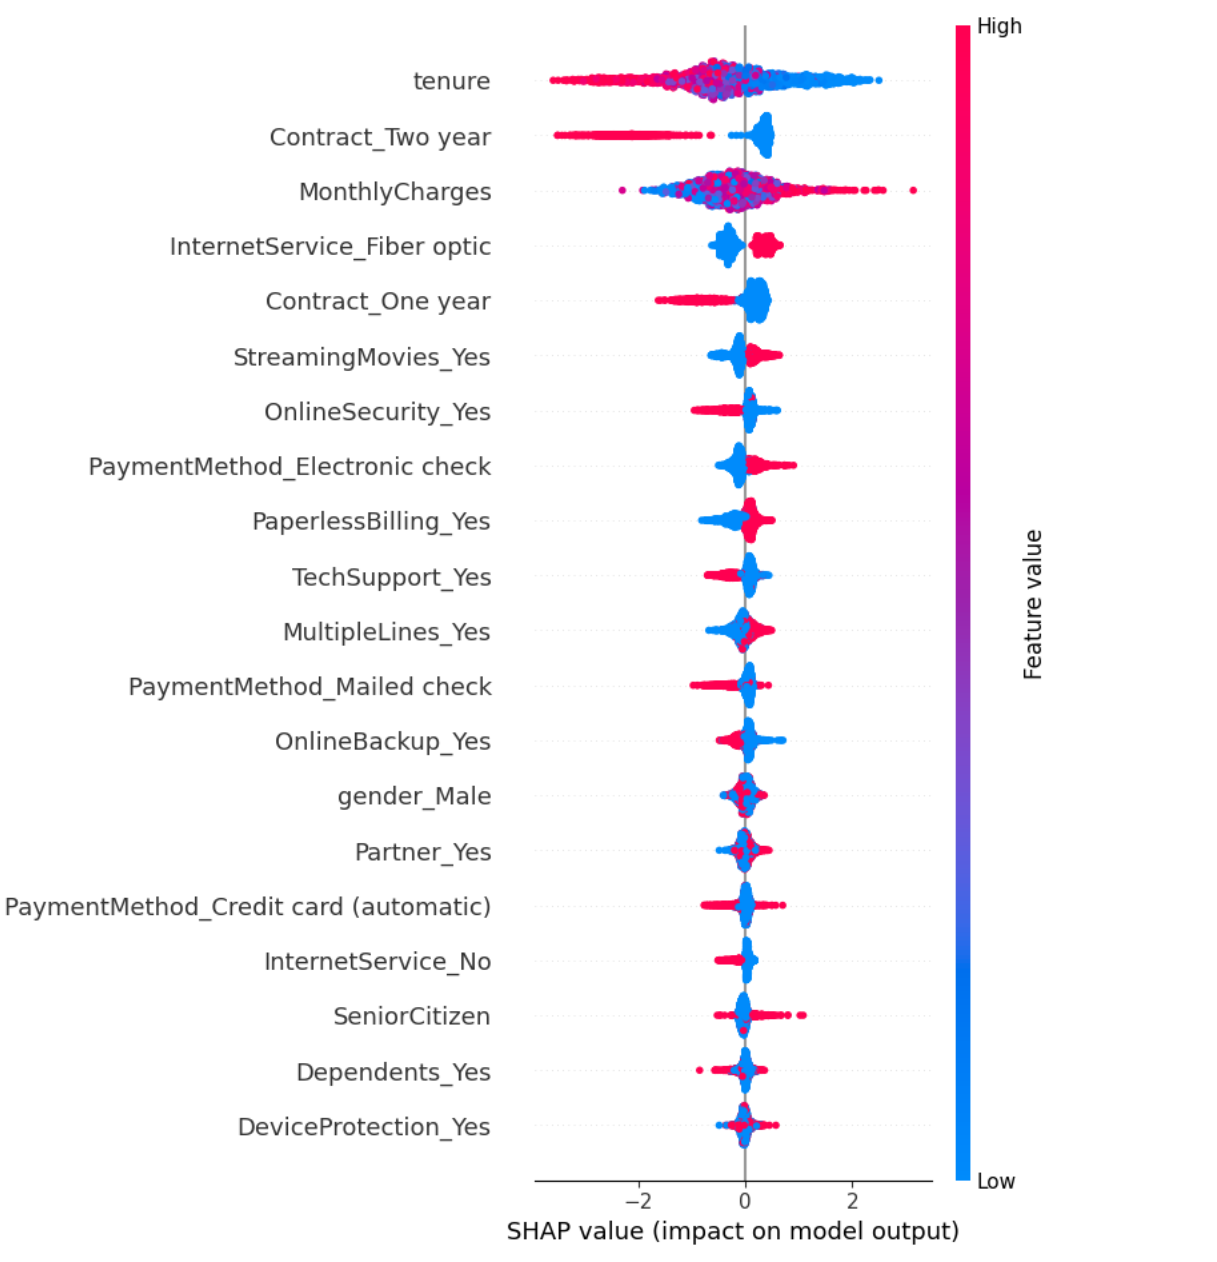 High
tenure
Contract_Two year
MonthlyCharges
InternetService_Fiber optic
Contract_One year
StreamingMovies_Yes
OnlineSecurity_Yes
PaymentMethod_Electronic check
PaperlessBilling_Yes
TechSupport_Yes
MultipleLines_Yes
PaymentMethod_Mailed check
OnlineBackup_Yes
gender_Male
Partner_Yes
PaymentMethod_Credit card (automatic)
InternetService_No
SeniorCitizen
Dependents_Yes
DeviceProtection_Yes
Feature value
Low
−2 0 2
SHAP value (impact on model output)